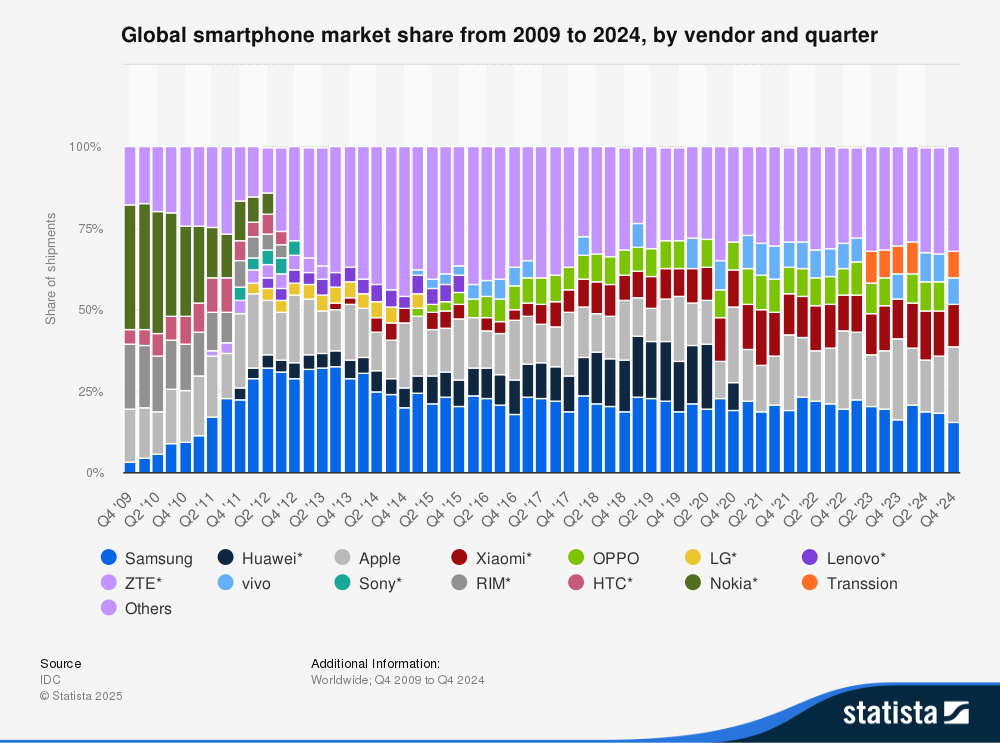 Global smartphone market share from 2009 to 2024, by vendor and quarter
Share of shipments
100%
75%
50%
25%
0%
Q4 '09
Q2 '10
Q4 '10
Q2 '11
Q4 '11
Q2 '12
Q4 '12
Q2 '13
Q4 '13
Q2 '14
Q4 '14
Q2 '15
Q4 '15
Q2 '16
Q4 '16
Q2 '17
Q4 '17
Q2 '18
Q4 '18
Q2 '19
Q4 '19
Q2 '20
Q4 '20
Q2 '21
Q4 '21
Q2 '22
Q4 '22
Q2 '23
Q4 '23
Q2 '24
Q4 '24
Samsung Huawei* Apple Xiaomi* OPPO LG* Lenovo*
ZTE* vivo Sony* RIM* HTC* Nokia* Transsion
Others
Source Additional Information:
IDC Worldwide; Q4 2009 to Q4 2024
© Statista 2025
statista